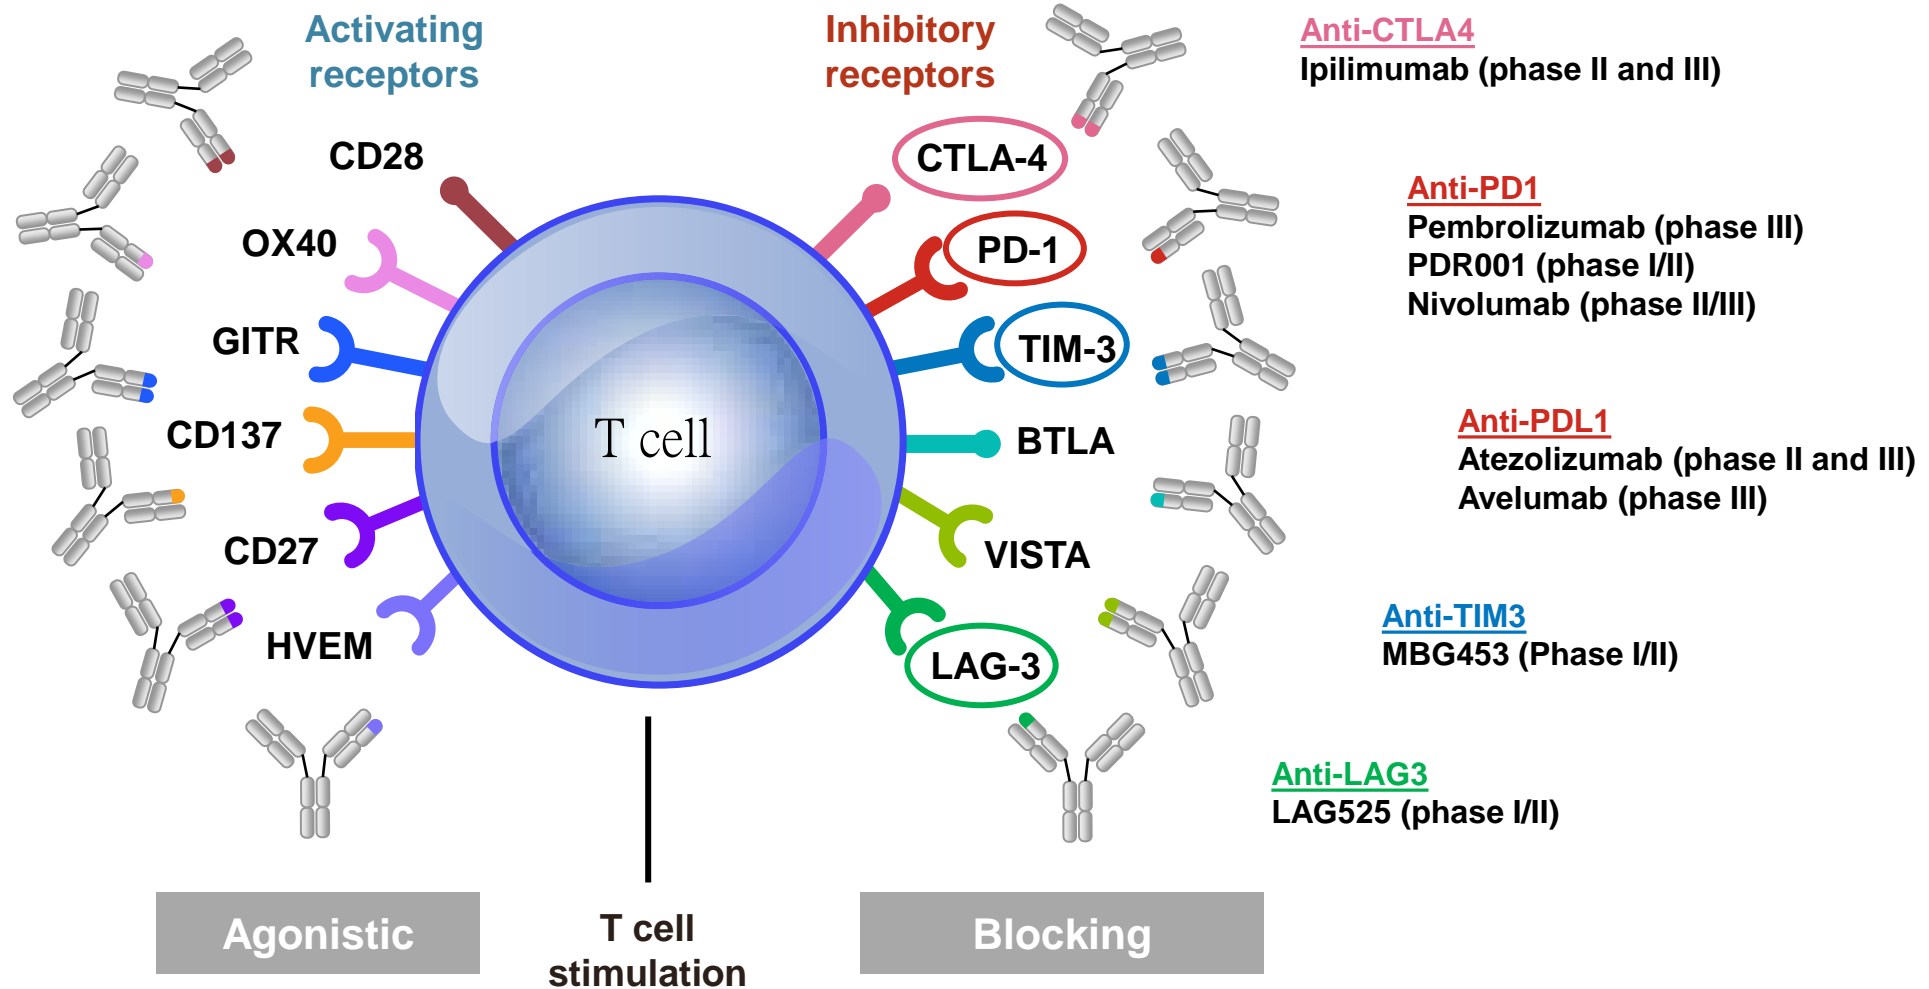 Activating
receptors
Inhibitory
receptors
CD28
OX40
GITR
CD137
CD27
HVEM
T cell
CTLA-4
PD-1
TIM-3
BTLA
VISTA
LAG-3
Anti-CTLA4
Ipilimumab (phase II and III)
Anti-PD1
Pembrolizumab (phase III)
PDR001 (phase I/II)
Nivolumab (phase II/III)
Anti-PDL1
Atezolizumab (phase II and III)
Avelumab (phase III)
Anti-TIM3
MBG453 (Phase I/II)
Anti-LAG3
LAG525 (phase I/II)
Agonistic
T cell
stimulation
Blocking